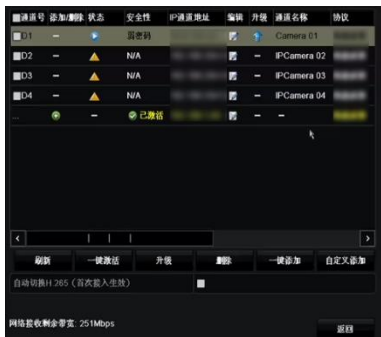 通道号 添加/删除 状态 安全性 IP通道地址 编辑 升级 通道名称 协议
D1 – 弱密码 Camera 01
D2 – N/A – IPCamera 02
D3 – N/A – IPCamera 03
D4 – N/A – IPCamera 04
... – 已激活 – –
刷新 一键激活 升级 删除 一键添加 自定义添加
自动切换H.265（首次接入生效）
网络接收剩余带宽: 251Mbps
返回